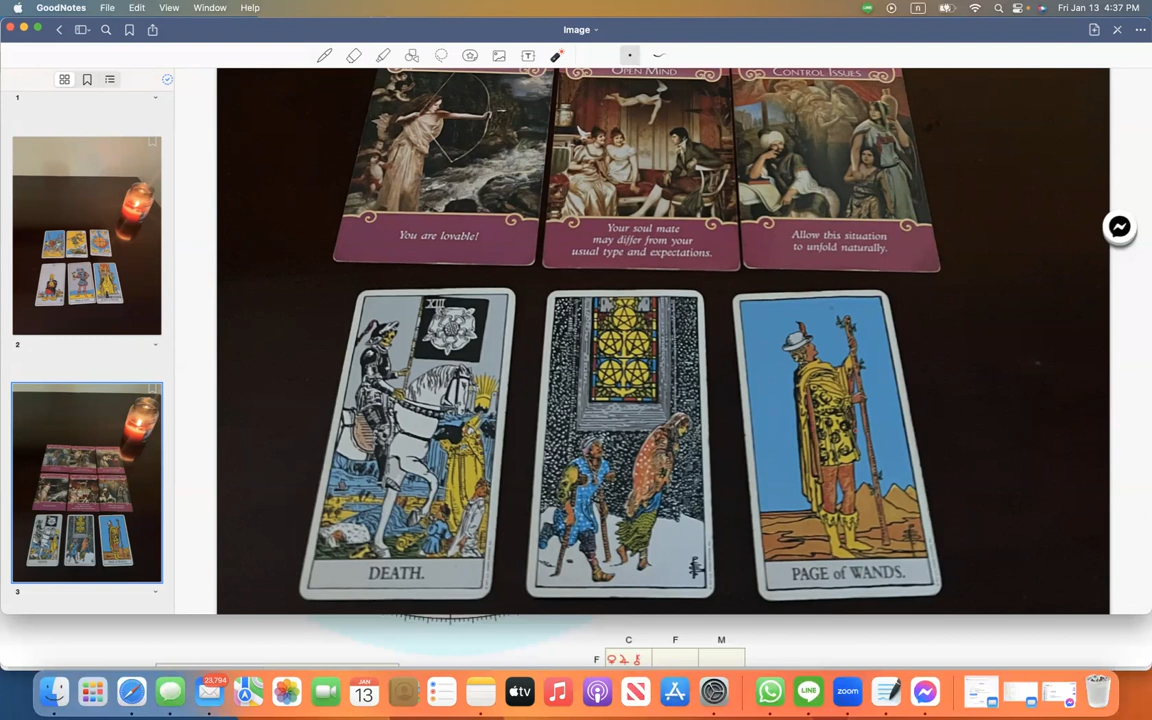 GoodNotes File Edit View Window Help
Fri Jan 13 4:37 PM
Image
1
OPEN MIND
CONTROL ISSUES
You are lovable!
Your soul mate
may differ from your
usual type and expectations.
Allow this situation
to unfold naturally.
2
XIII
DEATH.
PAGE of WANDS.
3
C F M
F
23,794
JAN
13
tv
zoom